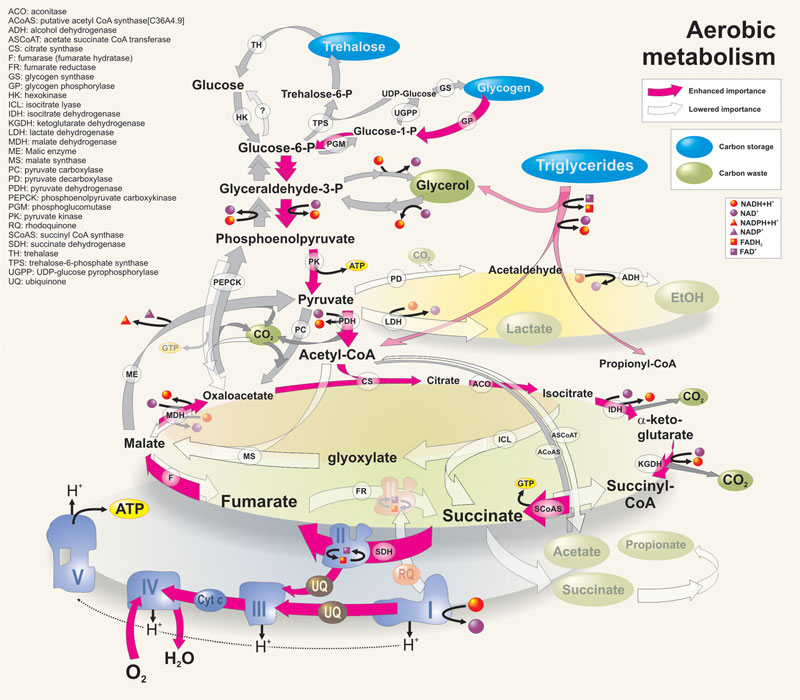 ACO: aconitase
ACoAS: putative acetyl CoA synthase[C36A4.9]
ADH: alcohol dehydrogenase
ASCoAT: acetate succinate CoA transferase
CS: citrate synthase
F: fumarase (fumarate hydratase)
FR: fumarate reductase
GS: glycogen synthase
GP: glycogen phosphorylase
HK: hexokinase
ICL: isocitrate lyase
IDH: isocitrate dehydrogenase
KGDH: ketoglutarate dehydrogenase
LDH: lactate dehydrogenase
MDH: malate dehydrogenase
ME: Malic enzyme
MS: malate synthase
PC: pyruvate carboxylase
PD: pyruvate decarboxylase
PDH: pyruvate dehydrogenase
PEPCK: phosphoenolpyruvate carboxykinase
PGM: phosphoglucomutase
PK: pyruvate kinase
RQ: rhodoquinone
SCoAS: succinyl CoA synthase
SDH: succinate dehydrogenase
TH: trehalase
TPS: trehalose-6-phosphate synthase
UGPP: UDP-glucose pyrophosphorylase
UQ: ubiquinone
Aerobic
metabolism
Enhanced importance
Lowered importance
Carbon storage
Carbon waste
NADH+H⁺
NAD⁺
NADPH+H⁺
NADP⁺
FADH₂
FAD⁺
TH
Trehalose
Glucose
Trehalose-6-P
UDP-Glucose
GS
Glycogen
HK
?
TPS
UGPP
GP
Glucose-1-P
PGM
Glucose-6-P
Triglycerides
Glyceraldehyde-3-P
Glycerol
Phosphoenolpyruvate
PK
ATP
CO₂
Acetaldehyde
PD
ADH
EtOH
PEPCK
Pyruvate
PDH
PC
LDH
Lactate
GTP
CO₂
Acetyl-CoA
Propionyl-CoA
ME
CS
Citrate
ACO
Isocitrate
Oxaloacetate
MDH
IDH
CO₂
α-keto-
glutarate
Malate
ICL
ASCoAT
ACoAS
MS
glyoxylate
KGDH
CO₂
F
FR
GTP
Succinyl-
CoA
Fumarate
Succinate
SCoAS
H⁺
ATP
II
SDH
Acetate
Propionate
V
RQ
Succinate
IV
Cyt c
III
UQ
UQ
I
H⁺
H⁺
H⁺
O₂
H₂O